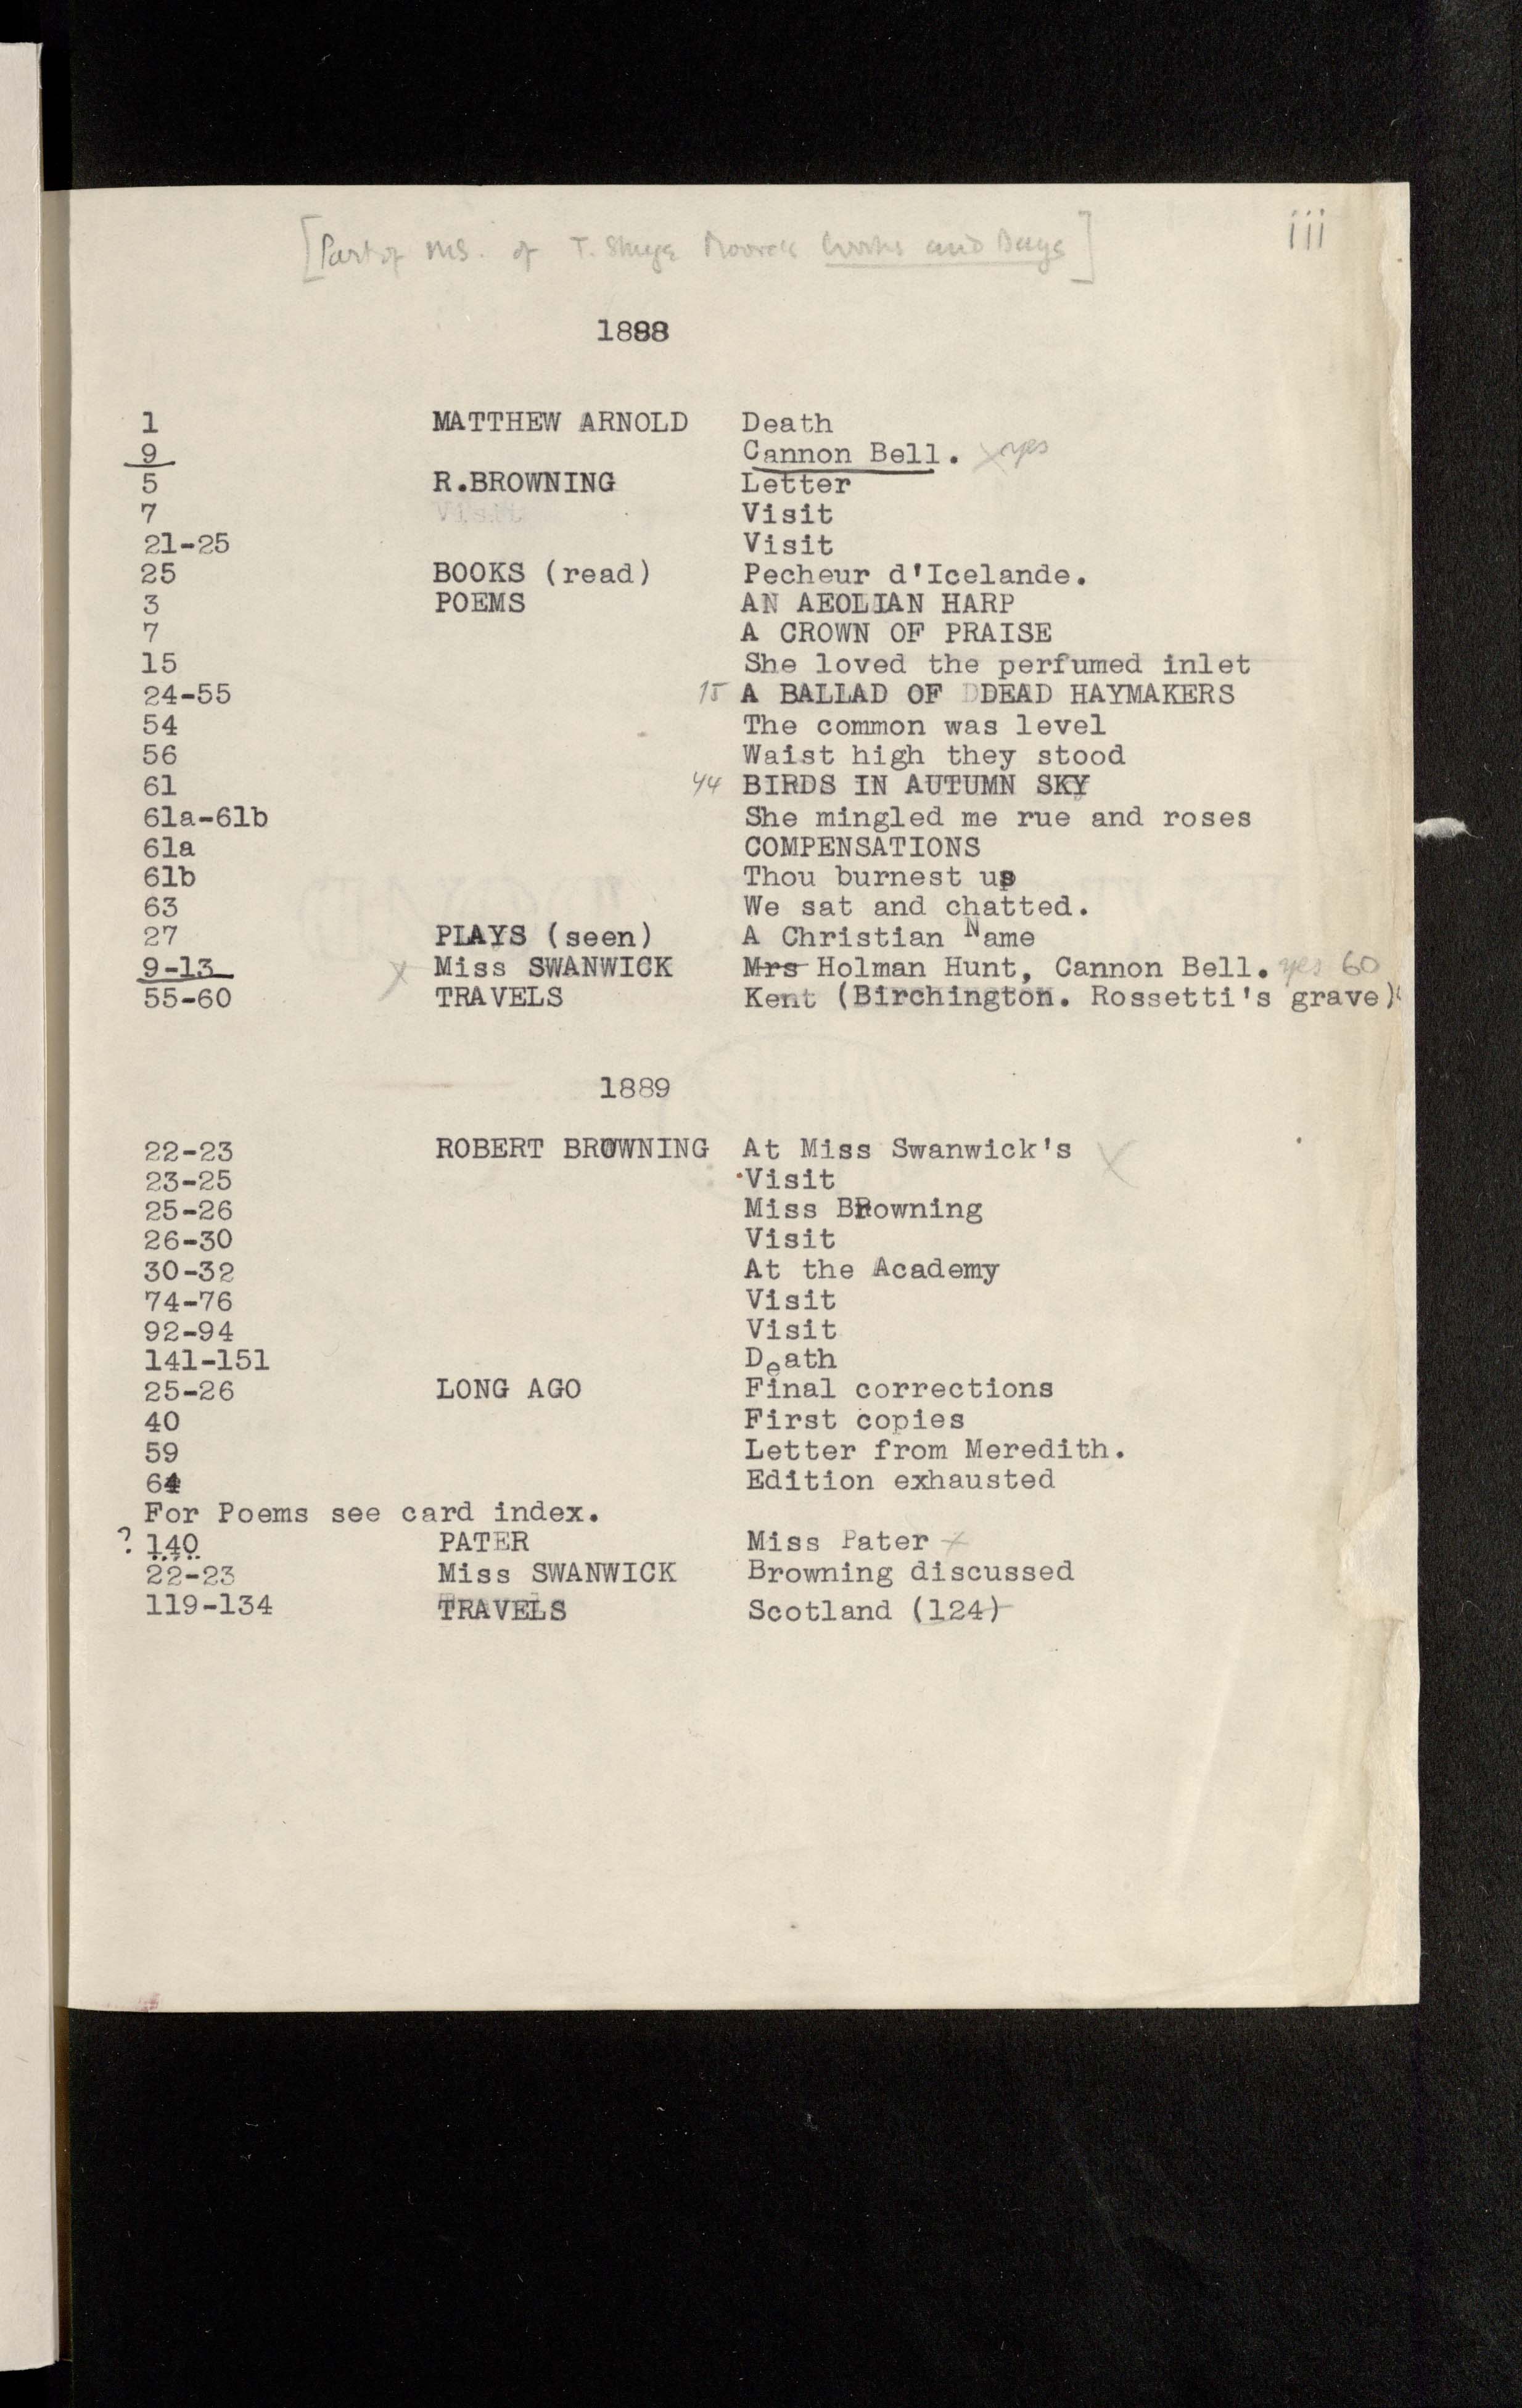 iii
[Part of MS. of T. Sturge Moore's Works and Days]
1888
1 MATTHEW ARNOLD Death
9 Cannon Bell. x yes
5 R.BROWNING Letter
7 Visit Visit
21-25 Visit
25 BOOKS (read) Pecheur d'Icelande.
3 POEMS AN AEOLIAN HARP
7 A CROWN OF PRAISE
15 She loved the perfumed inlet
24-55 15 A BALLAD OF DDEAD HAYMAKERS
54 The common was level
56 Waist high they stood
61 44 BIRDS IN AUTUMN SKY
61a-61b She mingled me rue and roses
61a COMPENSATIONS
61b Thou burnest us
63 We sat and chatted.
27 PLAYS (seen) A Christian Name
9-13 x Miss SWANWICK Mrs Holman Hunt, Cannon Bell. yes 60
55-60 TRAVELS Kent (Birchington. Rossetti's grave)
1889
22-23 ROBERT BROWNING At Miss Swanwick's x
23-25 Visit
25-26 Miss BRowning
26-30 Visit
30-32 At the Academy
74-76 Visit
92-94 Visit
141-151 Death
25-26 LONG AGO Final corrections
40 First copies
59 Letter from Meredith.
64 Edition exhausted
For Poems see card index.
? 140 PATER Miss Pater x
22-23 Miss SWANWICK Browning discussed
119-134 TRAVELS Scotland (124)